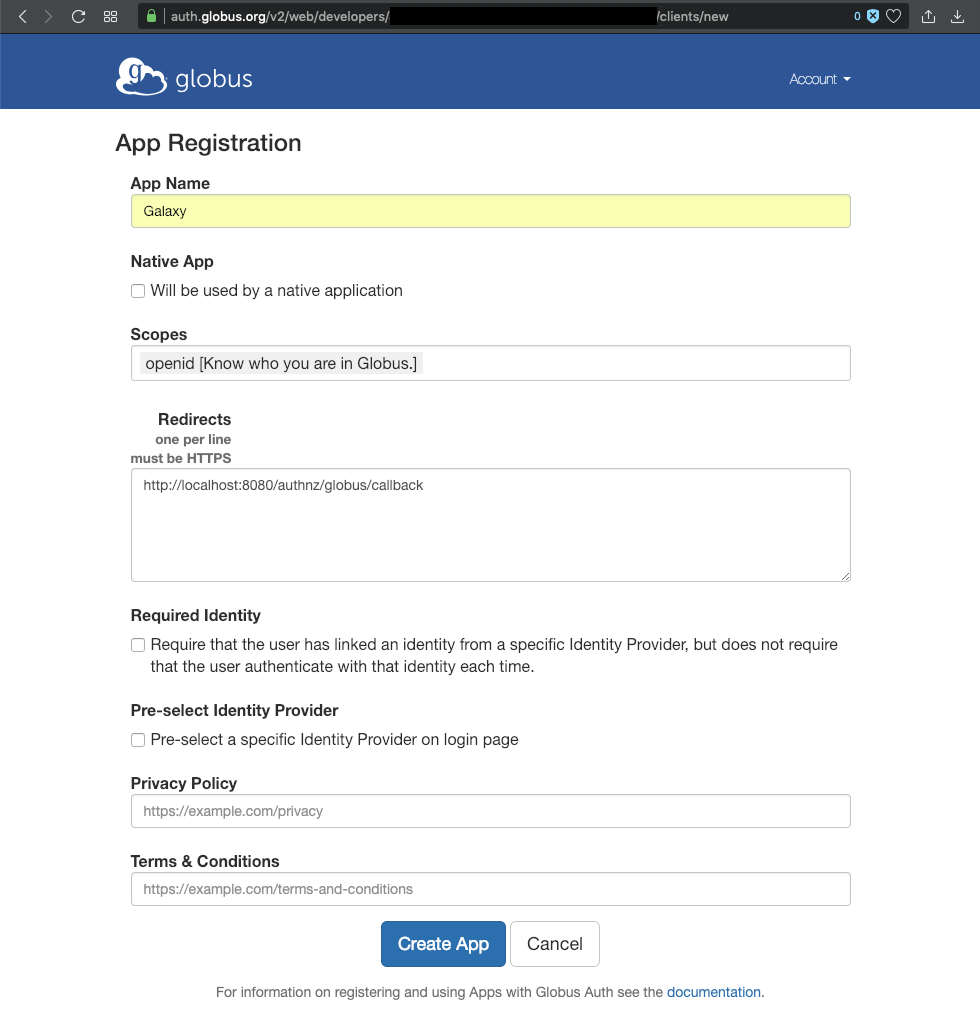 auth.globus.org/v2/web/developers/ /clients/new 0
globus
Account
App Registration
App Name
Galaxy
Native App
Will be used by a native application
Scopes
openid [Know who you are in Globus.]
Redirects
one per line
must be HTTPS
http://localhost:8080/authnz/globus/callback
Required Identity
Require that the user has linked an identity from a specific Identity Provider, but does not require
that the user authenticate with that identity each time.
Pre-select Identity Provider
Pre-select a specific Identity Provider on login page
Privacy Policy
https://example.com/privacy
Terms & Conditions
https://example.com/terms-and-conditions
Create App Cancel
For information on registering and using Apps with Globus Auth see the documentation.